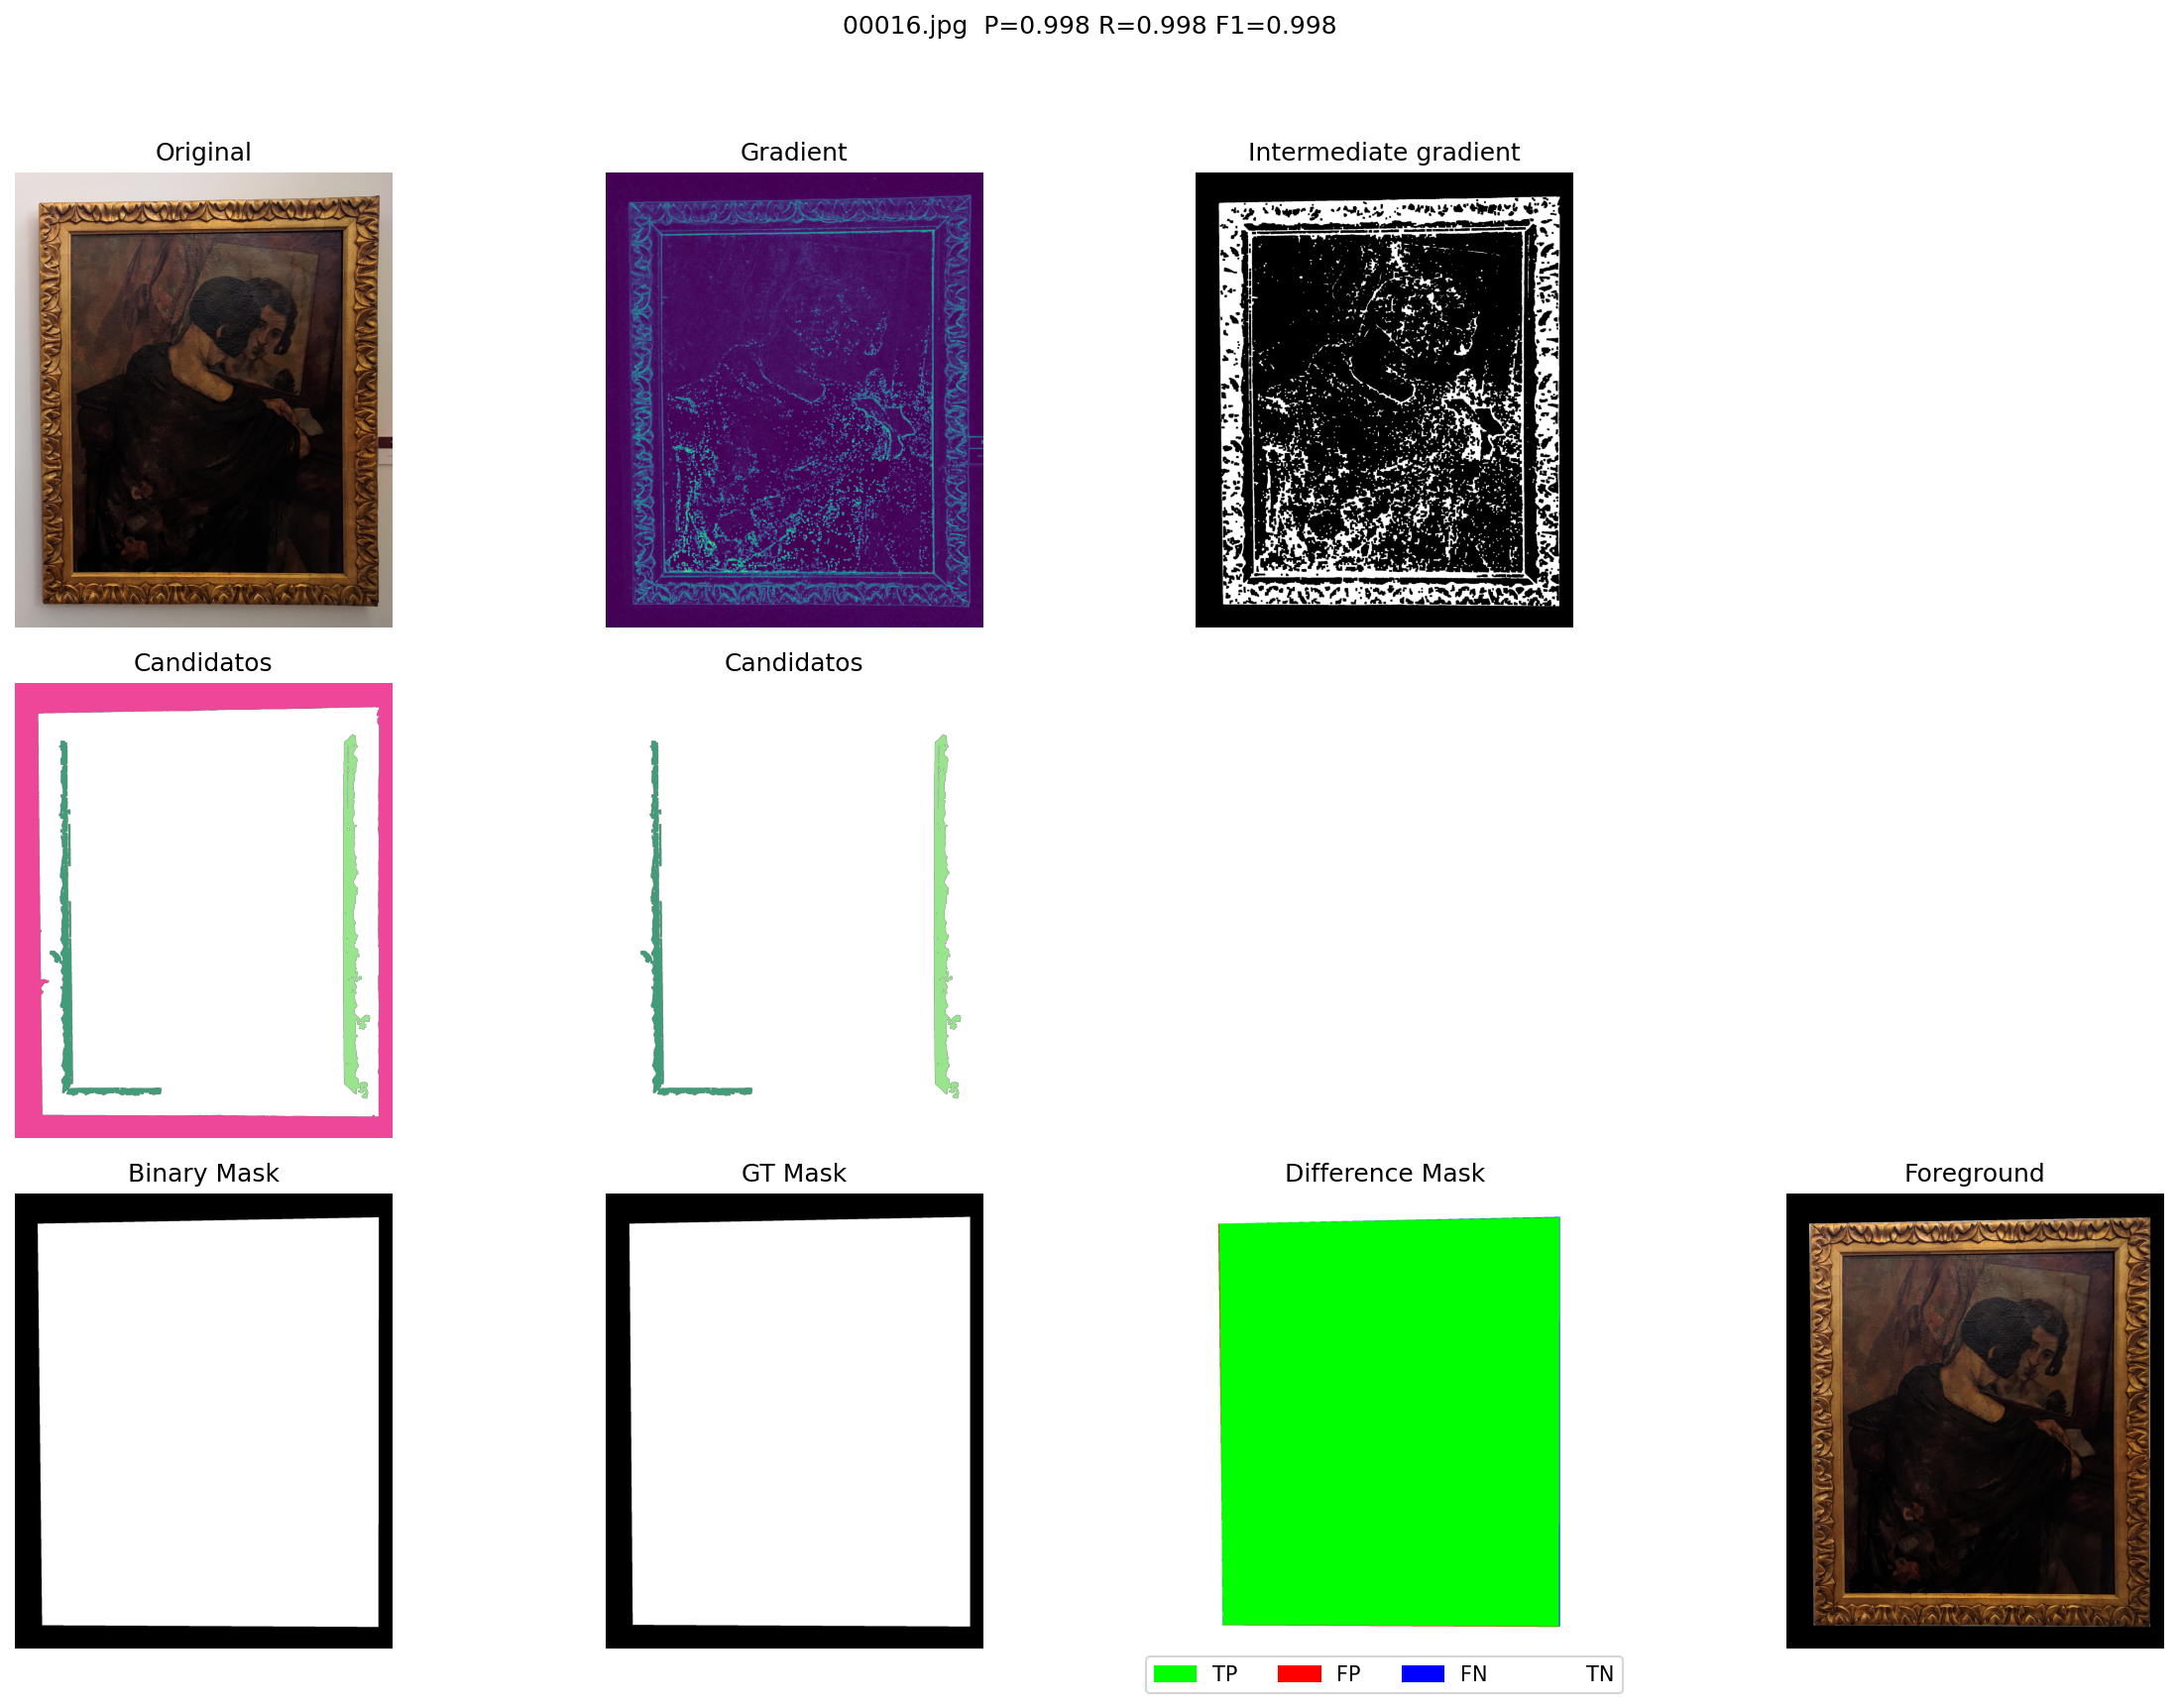 00016.jpg  P=0.998 R=0.998 F1=0.998
Original
Gradient
Intermediate gradient
Candidatos
Candidatos
Binary Mask
GT Mask
Difference Mask
Foreground
TP
FP
FN
TN